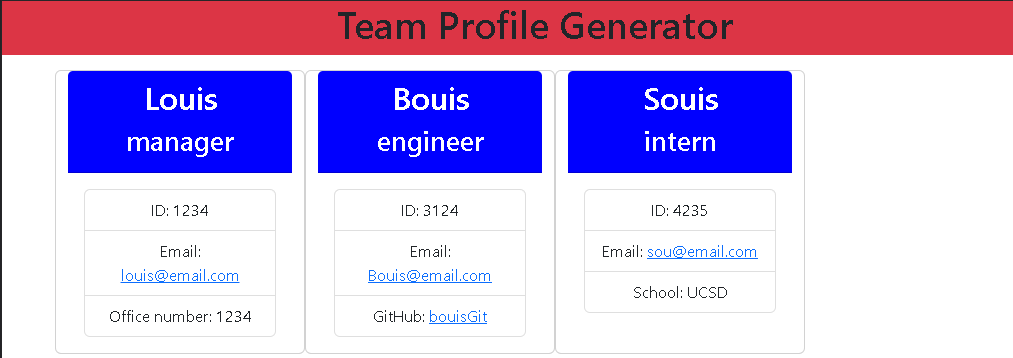 Team Profile Generator
Louis
manager
ID: 1234
Email:
louis@email.com
Office number: 1234
Bouis
engineer
ID: 3124
Email:
Bouis@email.com
GitHub: bouisGit
Souis
intern
ID: 4235
Email: sou@email.com
School: UCSD